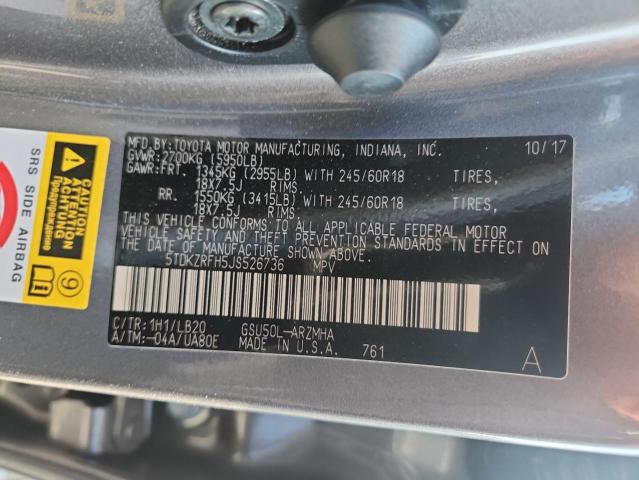 MFD.BY:TOYOTA MOTOR MANUFACTURING, INDIANA, INC. 10/17
GVWR:2700KG (5950LB)
GAWR:FRT. 1345KG (2955LB) WITH 245/60R18 TIRES,
18X7.5J RIMS.
RR. 1550KG (3415LB) WITH 245/60R18 TIRES,
18X7.5J RIMS.
THIS VEHICLE CONFORMS TO ALL APPLICABLE FEDERAL MOTOR
VEHICLE SAFETY AND THEFT PREVENTION STANDARDS IN EFFECT ON
THE DATE OF MANUFACTURE SHOWN ABOVE.
5TDKZRFH5JS526736 MPV
C/TR:1H1/LB20 GSU50L-ARZMHA
A/TM:-04A/UA80E MADE IN U.S.A. 761 A
SRS SIDE AIRBAG
CAUTION
ATTENTION
ACHTUNG
Предупреждение
9